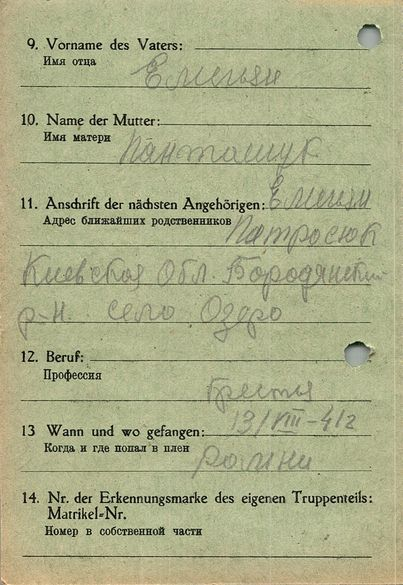 9. Vorname des Vaters:
Имя отца
Емельян
10. Name der Mutter:
Имя матери
Панташук
11. Anschrift der nächsten Angehörigen: Емельян
Адрес ближайших родственников
Патросюк
Киевская Обл. Бородянский
р-н. село Оздро
12. Beruf:
Профессия
13 Wann und wo gefangen: 13/VIII-41г
Когда и где попал в плен
14. Nr. der Erkennungsmarke des eigenen Truppenteils:
Matrikel=Nr.
Номер в собственной части